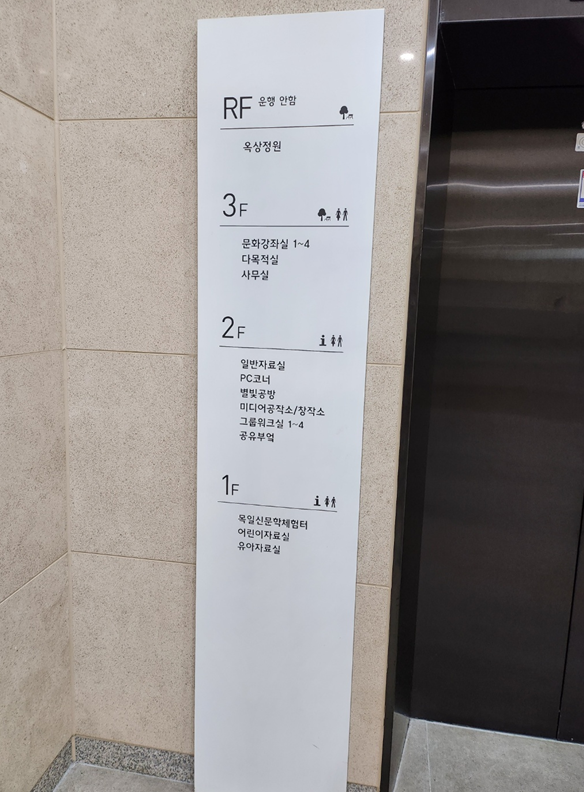 RF 운행 안함
옥상정원
3F
문화강좌실 1~4
다목적실
사무실
2F
일반자료실
PC코너
별빛공방
미디어공작소/창작소
그룹워크실 1~4
공유부엌
1F
목일신문학체험터
어린이자료실
유아자료실